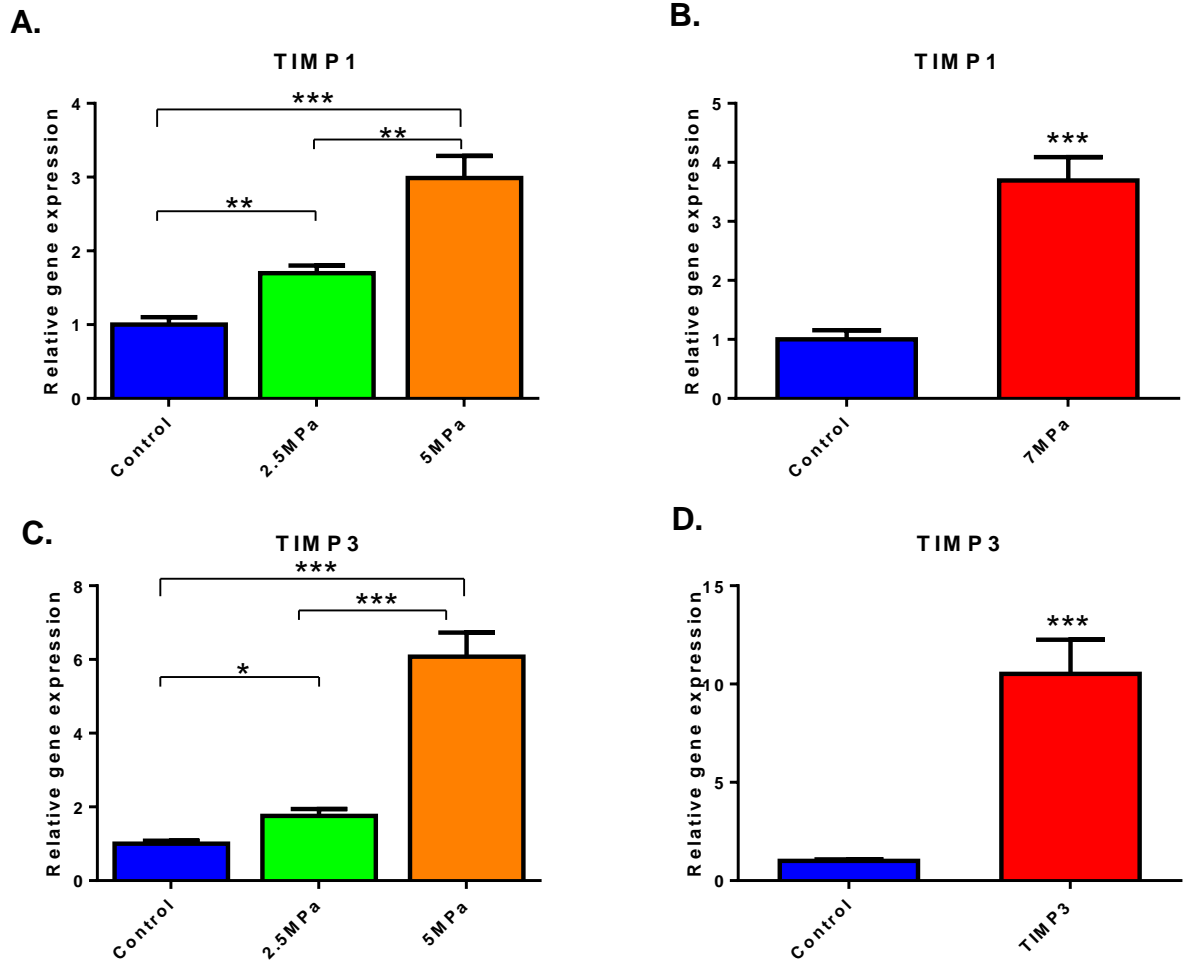 A.
TIMP1
Relative gene expression
4
3
2
1
0
***
**
**
Control
2.5MPa
5MPa
B.
TIMP1
Relative gene expression
5
4
3
2
1
0
***
Control
7MPa
C.
TIMP3
Relative gene expression
8
6
4
2
0
***
***
*
Control
2.5MPa
5MPa
D.
TIMP3
Relative gene expression
15
10
5
0
***
Control
TIMP3